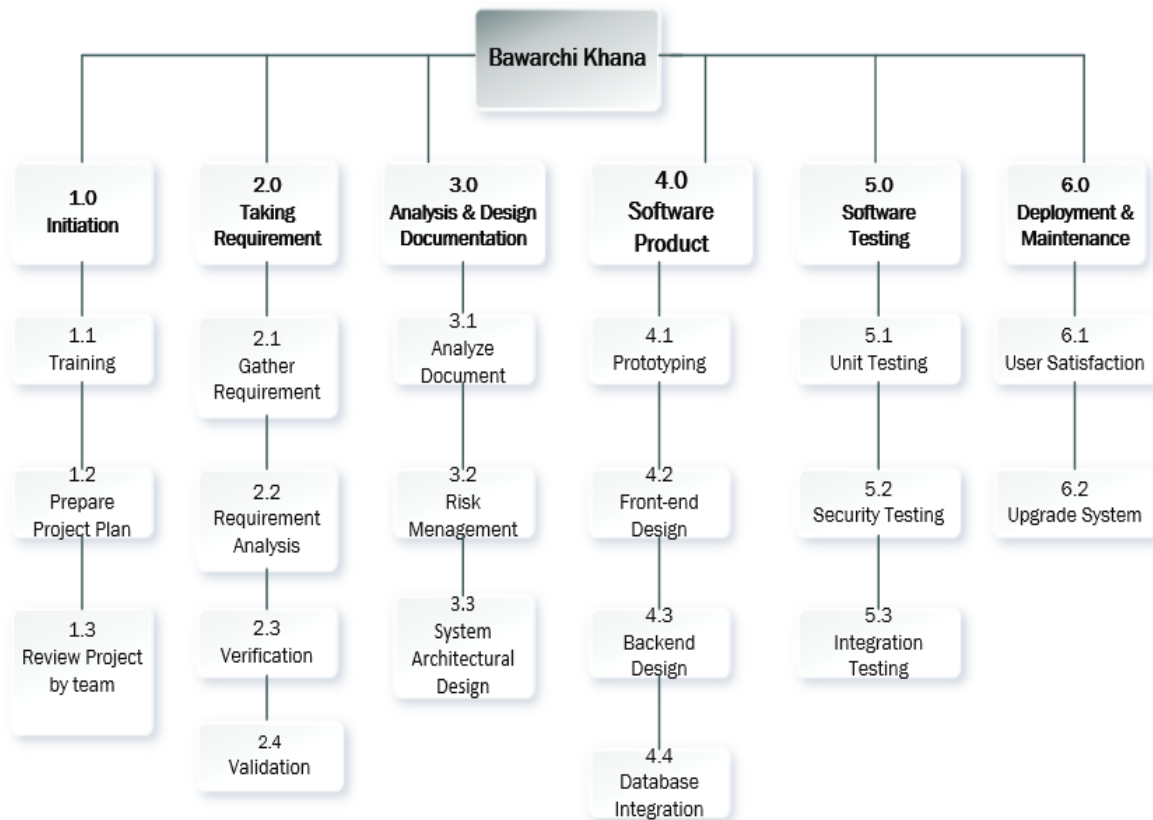 Bawarchi Khana
1.0
Initiation
2.0
Taking
Requirement
3.0
Analysis & Design
Documentation
4.0
Software
Product
5.0
Software
Testing
6.0
Deployment &
Maintenance
1.1
Training
1.2
Prepare
Project Plan
1.3
Review Project
by team
2.1
Gather
Requirement
2.2
Requirement
Analysis
2.3
Verification
2.4
Validation
3.1
Analyze
Document
3.2
Risk
Menagement
3.3
System
Architectural
Design
4.1
Prototyping
4.2
Front-end
Design
4.3
Backend
Design
4.4
Database
Integration
5.1
Unit Testing
5.2
Security Testing
5.3
Integration
Testing
6.1
User Satisfaction
6.2
Upgrade System